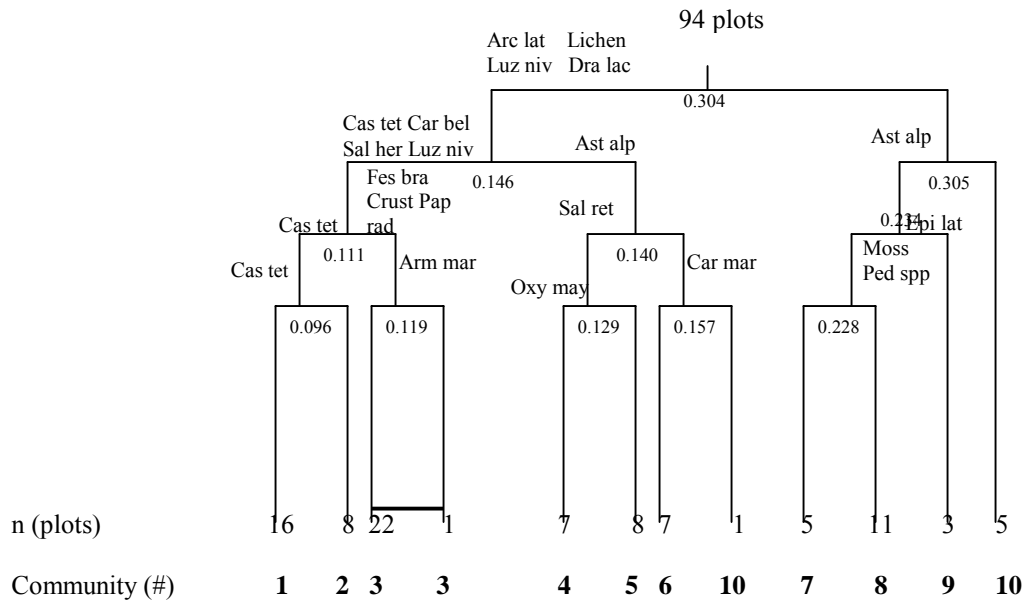 94 plots
Arc lat Lichen
Luz niv Dra lac
0.304
Cas tet Car bel
Sal her Luz niv
Ast alp
Ast alp
0.146
0.305
Fes bra
Crust Pap
rad
Sal ret
Cas tet
0.234
Epi lat
0.111
0.140
Moss
Ped spp
Cas tet
Arm mar
Car mar
Oxy may
0.096
0.119
0.129
0.157
0.228
n (plots) 16 8 22 1 7 8 7 1 5 11 3 5
Community (#) 1 2 3 3 4 5 6 10 7 8 9 10